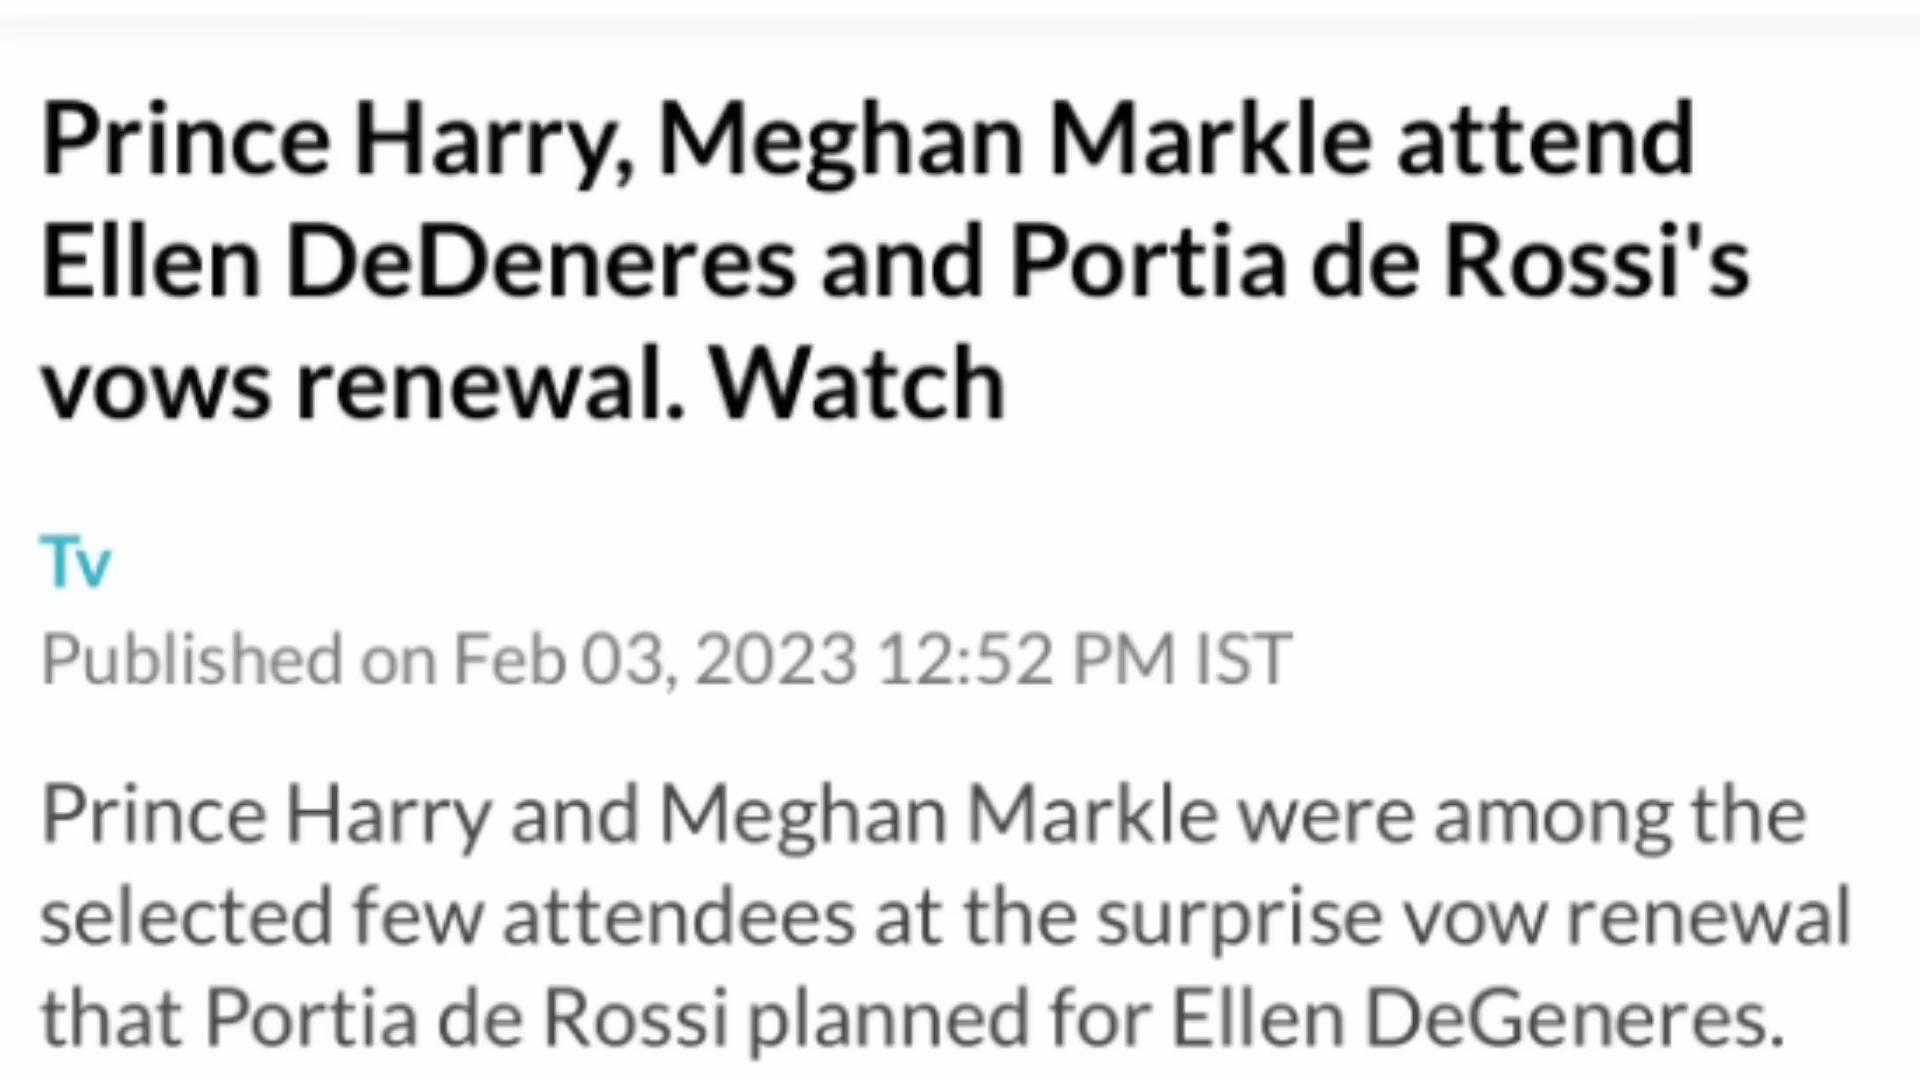 Prince Harry, Meghan Markle attend
Ellen DeDeneres and Portia de Rossi's
vows renewal. Watch
Tv
Published on Feb 03, 2023 12:52 PM IST
Prince Harry and Meghan Markle were among the
selected few attendees at the surprise vow renewal
that Portia de Rossi planned for Ellen DeGeneres.